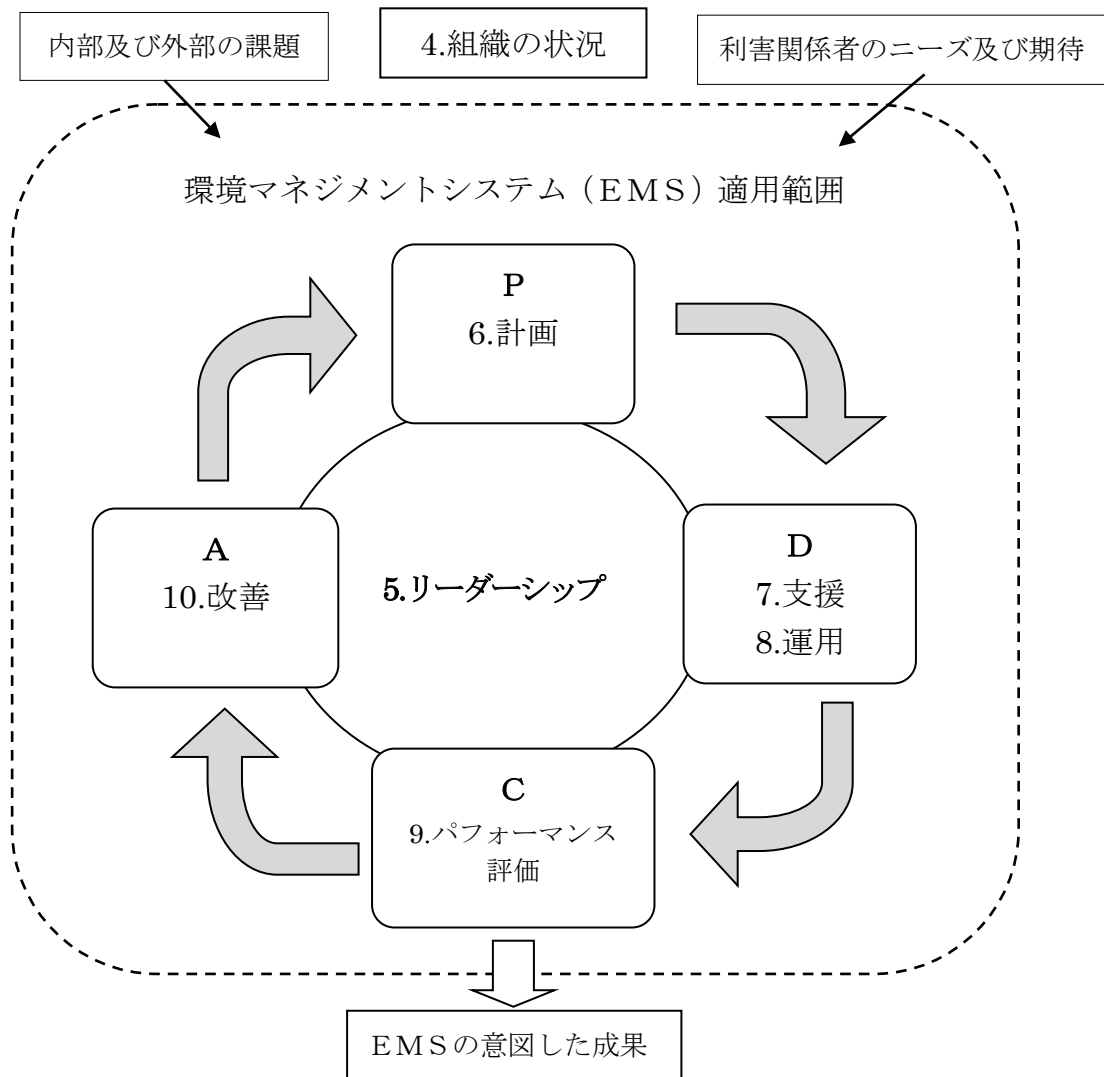 内部及び外部の課題
4.組織の状況
利害関係者のニーズ及び期待
環境マネジメントシステム（ＥＭＳ）適用範囲
P
6.計画
A
10.改善
5.リーダーシップ
D
7.支援
8.運用
C
9.パフォーマンス
評価
ＥＭＳの意図した成果